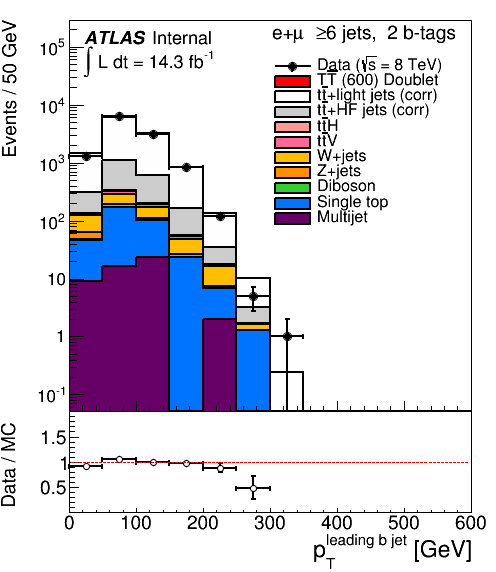 e+μ ≥6 jets, 2 b-tags
ATLAS Internal
∫ L dt = 14.3 fb⁻¹
Data (√s = 8 TeV)
TT̅ (600) Doublet
tt̅+light jets (corr)
tt̅+HF jets (corr)
tt̅H
tt̅V
W+jets
Z+jets
Diboson
Single top
Multijet
Events / 50 GeV
10⁵
10⁴
10³
10²
10
1
10⁻¹
Data / MC
1.5
1
0.5
0 100 200 300 400 500 600
p_T^{leading b jet} [GeV]